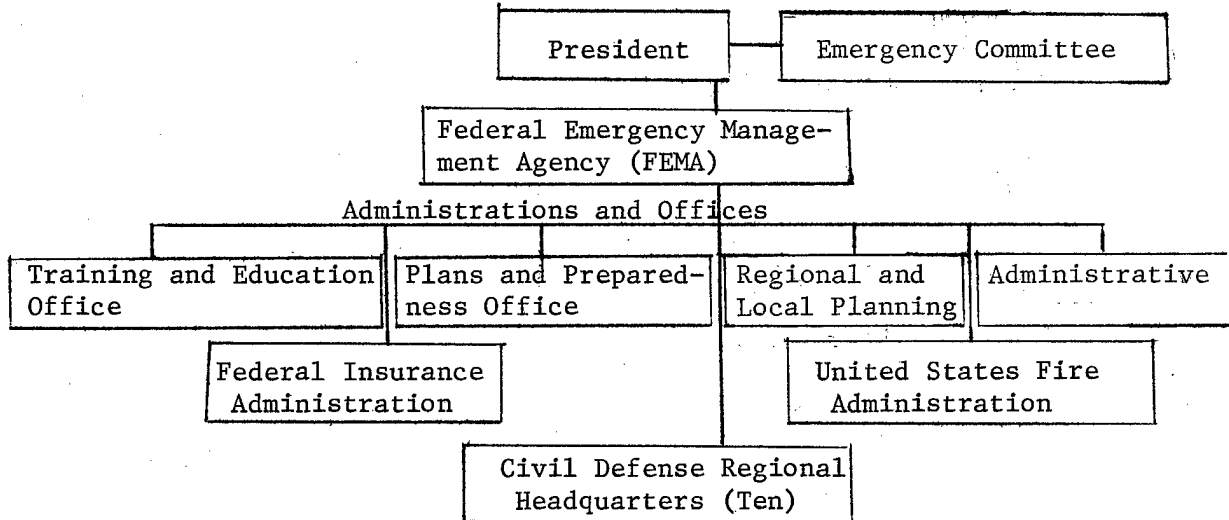 President
Emergency Committee
Federal Emergency Manage-
ment Agency (FEMA)
Administrations and Offices
Training and Education
Office
Plans and Prepared-
ness Office
Regional and
Local Planning
Administrative
Federal Insurance
Administration
United States Fire
Administration
Civil Defense Regional
Headquarters (Ten)